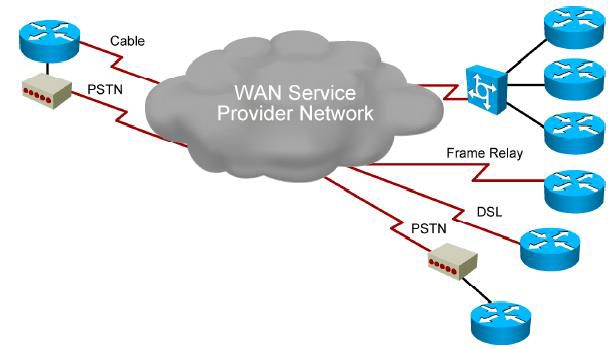 Cable
PSTN
WAN Service
Provider Network
Frame Relay
DSL
PSTN